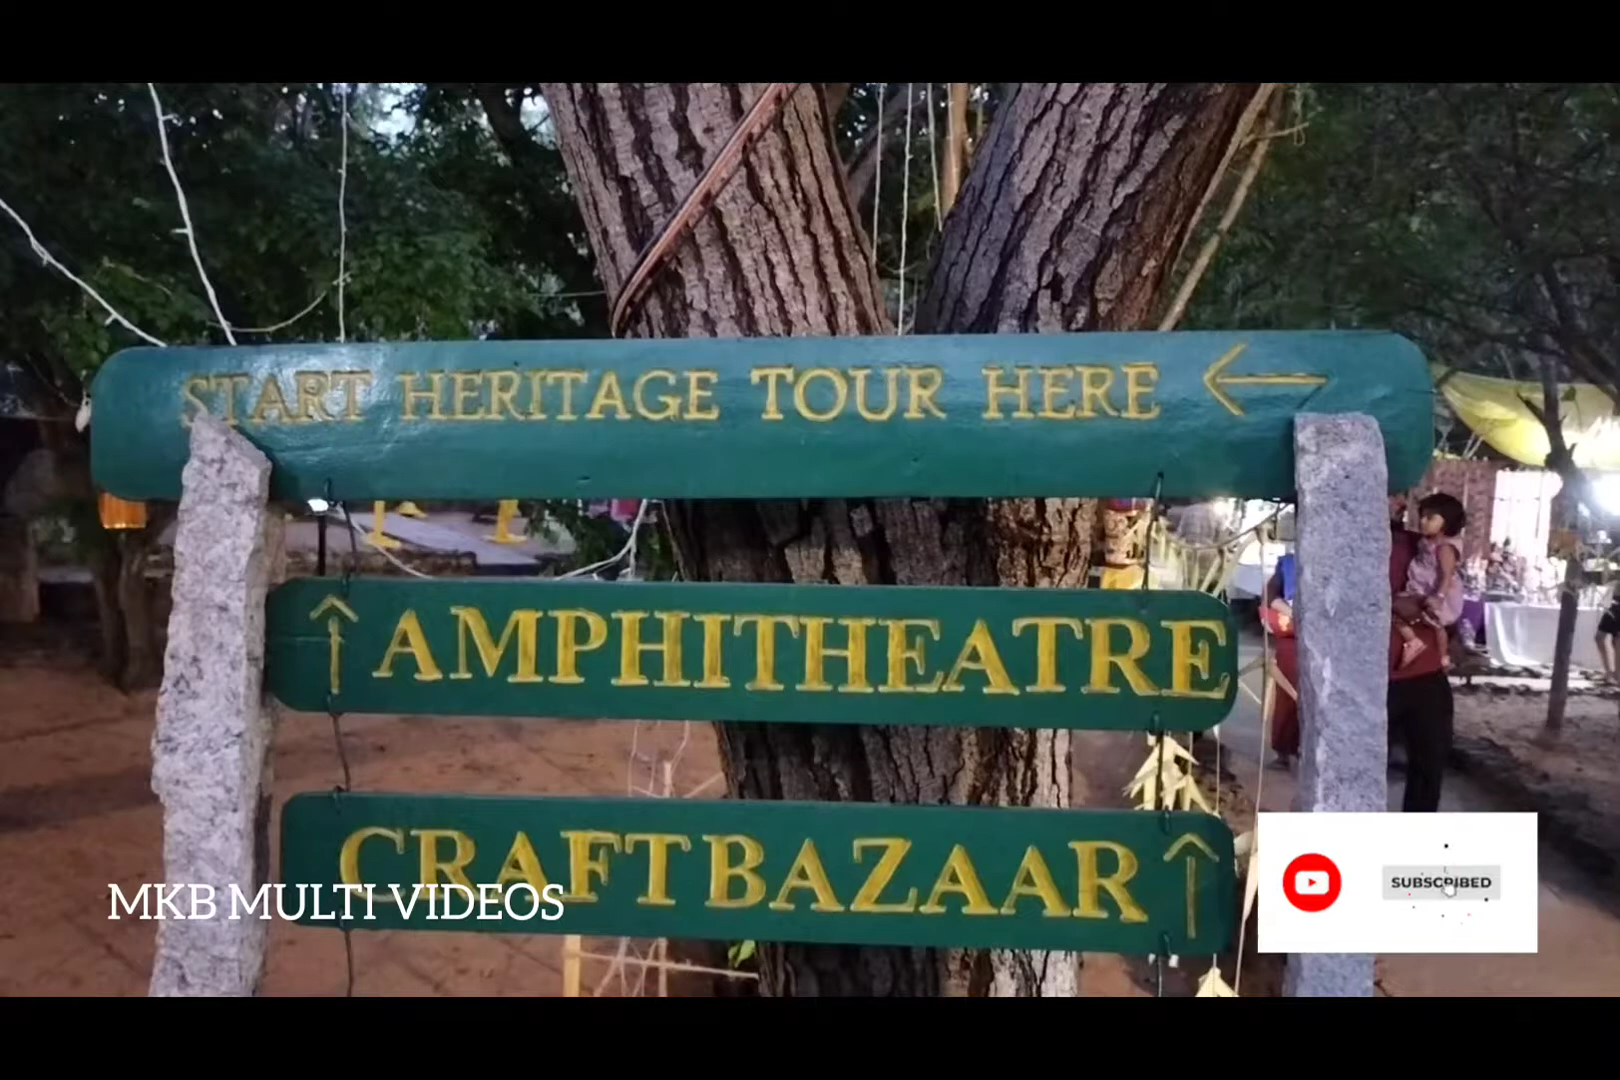 START HERITAGE TOUR HERE ←
↑ AMPHITHEATRE
CRAFT BAZAAR ↑
MKB MULTI VIDEOS
SUBSCRIBED